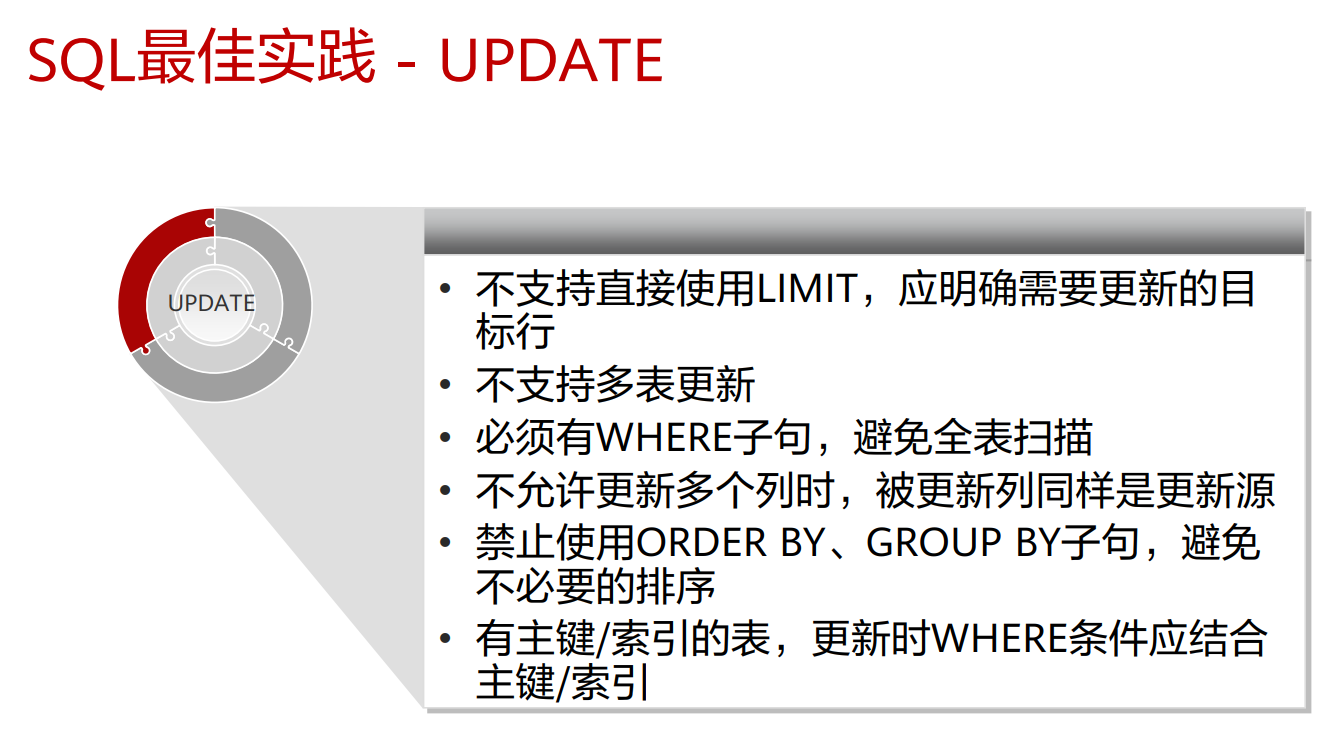 SQL最佳实践 - UPDATE
UPDATE
• 不支持直接使用LIMIT，应明确需要更新的目
标行
• 不支持多表更新
• 必须有WHERE子句，避免全表扫描
• 不允许更新多个列时，被更新列同样是更新源
• 禁止使用ORDER BY、GROUP BY子句，避免
不必要的排序
• 有主键/索引的表，更新时WHERE条件应结合
主键/索引